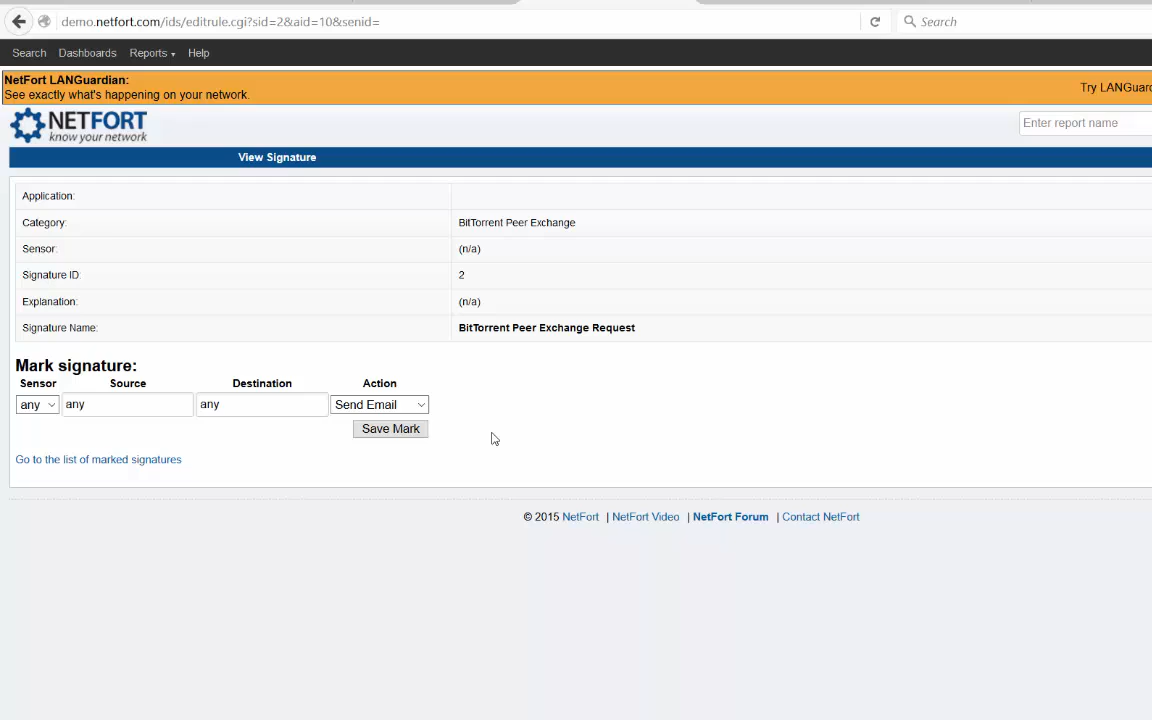 demo.netfort.com/ids/editrule.cgi?sid=2&aid=10&senid=
Search
Search Dashboards Reports Help
NetFort LANGuardian:
See exactly what's happening on your network.
Try LANGuard
NETFORT
know your network
Enter report name
View Signature
Application:
Category: BitTorrent Peer Exchange
Sensor: (n/a)
Signature ID: 2
Explanation: (n/a)
Signature Name: BitTorrent Peer Exchange Request
Mark signature:
Sensor Source Destination Action
any any any Send Email
Save Mark
Go to the list of marked signatures
© 2015 NetFort | NetFort Video | NetFort Forum | Contact NetFort